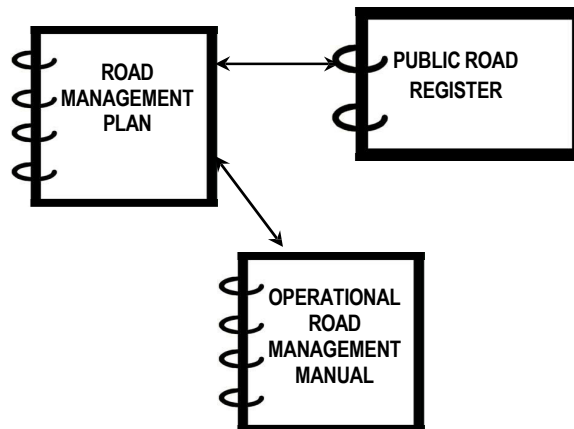 ROAD
MANAGEMENT
PLAN
PUBLIC ROAD
REGISTER
OPERATIONAL
ROAD
MANAGEMENT
MANUAL